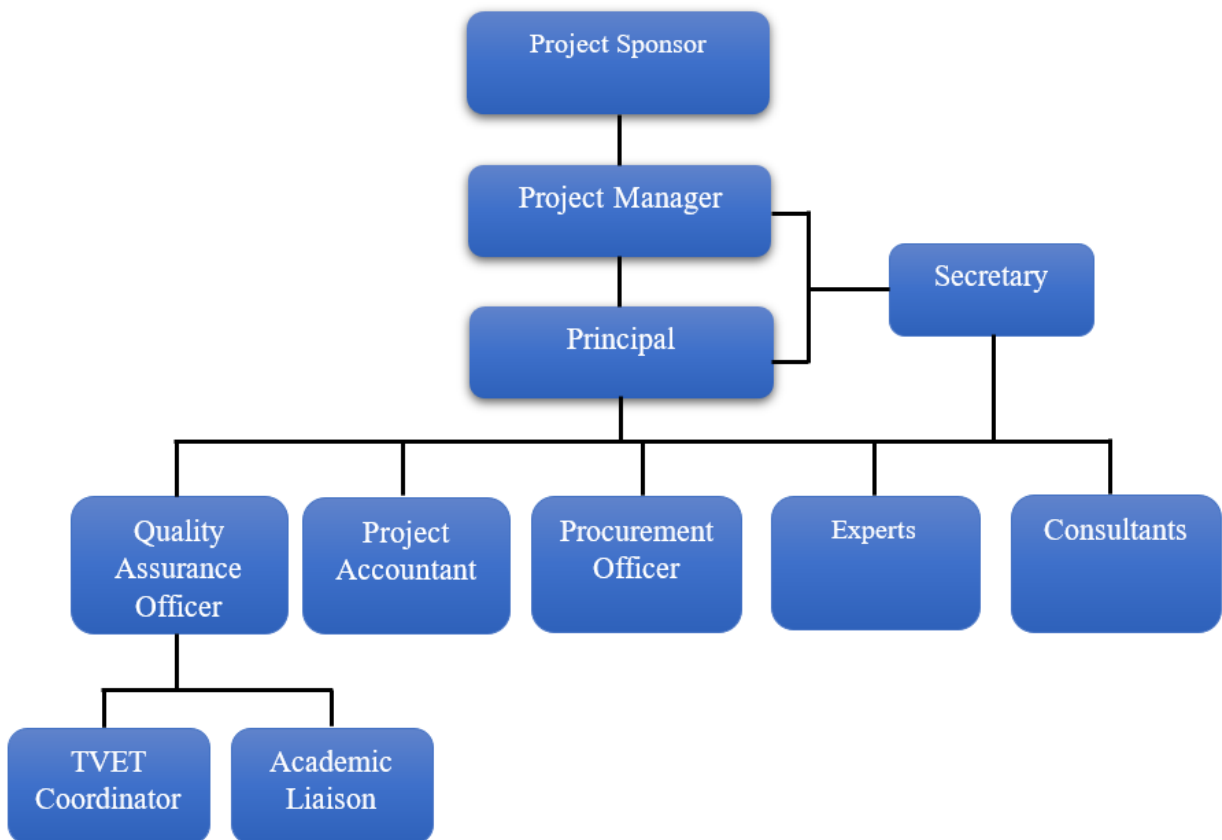 Project Sponsor
Project Manager
Secretary
Principal
Quality
Assurance
Officer
Project
Accountant
Procurement
Officer
Experts
Consultants
TVET
Coordinator
Academic
Liaison